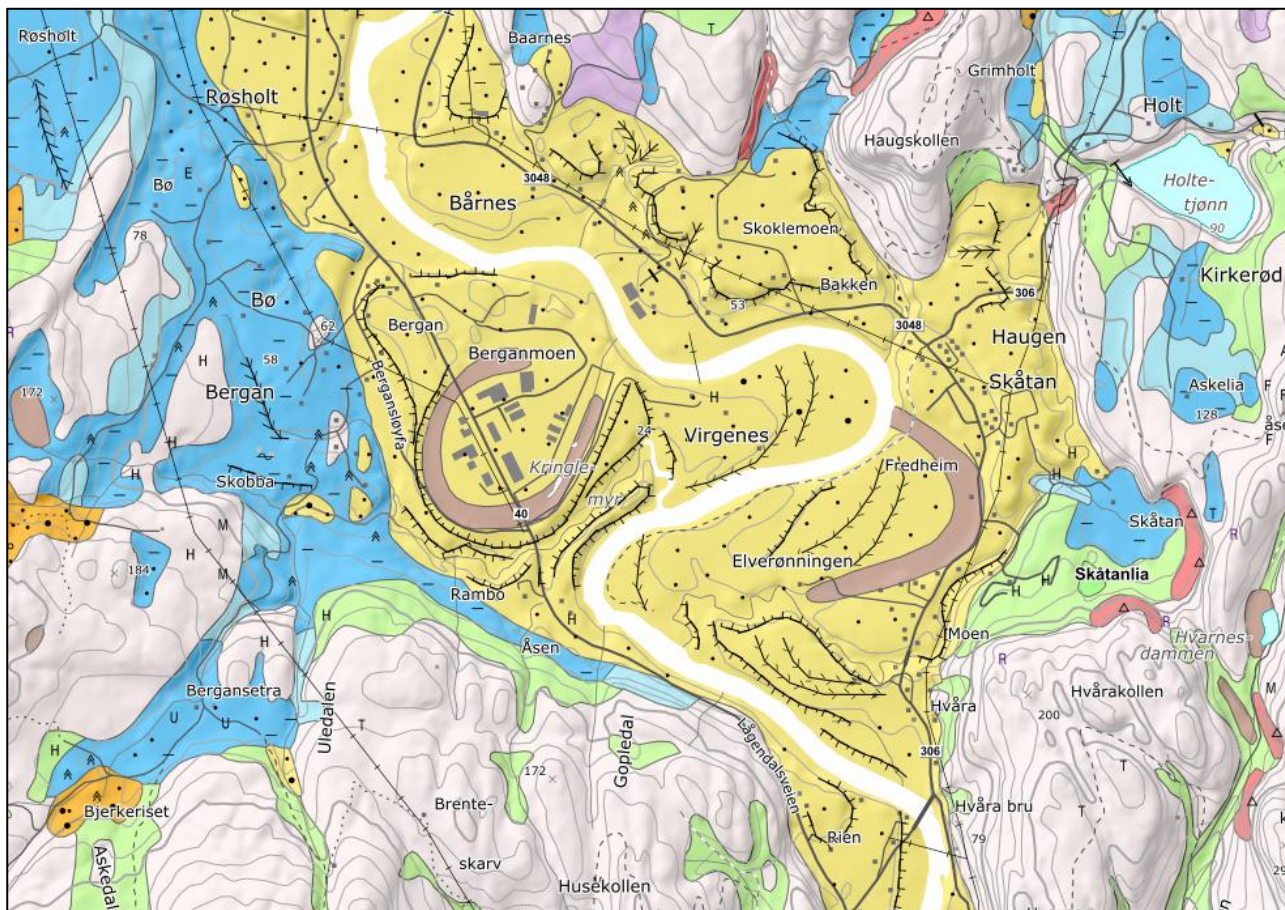 Røsholt
Baarnes
T
Grimholt
Røsholt
Holt
Haugskollen
3048
Bø
E
Bårnes
Holte-
tjønn
90
Skoklemoen
78
Kirkerød
R
Bø
Bakken
306
53
Bergan
3048
62
Haugen
H
Berganmoen
58
Skåtan
Askelia
F
172
Bergan
Bergansløyfa
H
128
F
åse
24
Virgenes
F
H
Fredheim
H
Kringle-
myr
H
Skobba
H
40
Skåtan
T
M
R
H
184
Elverønningen
M
Skåtanlia
H
H
Rambo
H
R
H
Moen
Hvarnes-
dammen
Åsen
R
H
Bergansetra
Hvårakollen
M
U
U
Uledalen
Hvåra
200
T
T
H
Gopledal
Lågendalsveien
306
T
172
Bjerkeriset
Brente-
Hvåra bru
T
Rien
79
skarv
Askedal
Husekollen
29